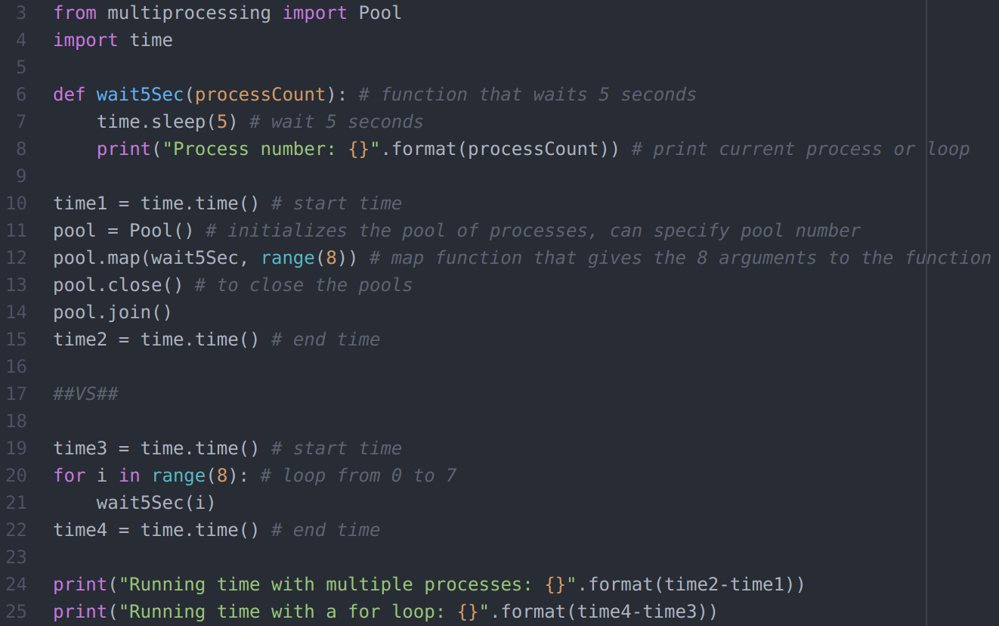 3 from multiprocessing import Pool
4 import time
5
6 def wait5Sec(processCount): # function that waits 5 seconds
7     time.sleep(5) # wait 5 seconds
8     print("Process number: {}".format(processCount)) # print current process or loop
9
10 time1 = time.time() # start time
11 pool = Pool() # initializes the pool of processes, can specify pool number
12 pool.map(wait5Sec, range(8)) # map function that gives the 8 arguments to the function
13 pool.close() # to close the pools
14 pool.join()
15 time2 = time.time() # end time
16
17 ##VS##
18
19 time3 = time.time() # start time
20 for i in range(8): # loop from 0 to 7
21     wait5Sec(i)
22 time4 = time.time() # end time
23
24 print("Running time with multiple processes: {}".format(time2-time1))
25 print("Running time with a for loop: {}".format(time4-time3))